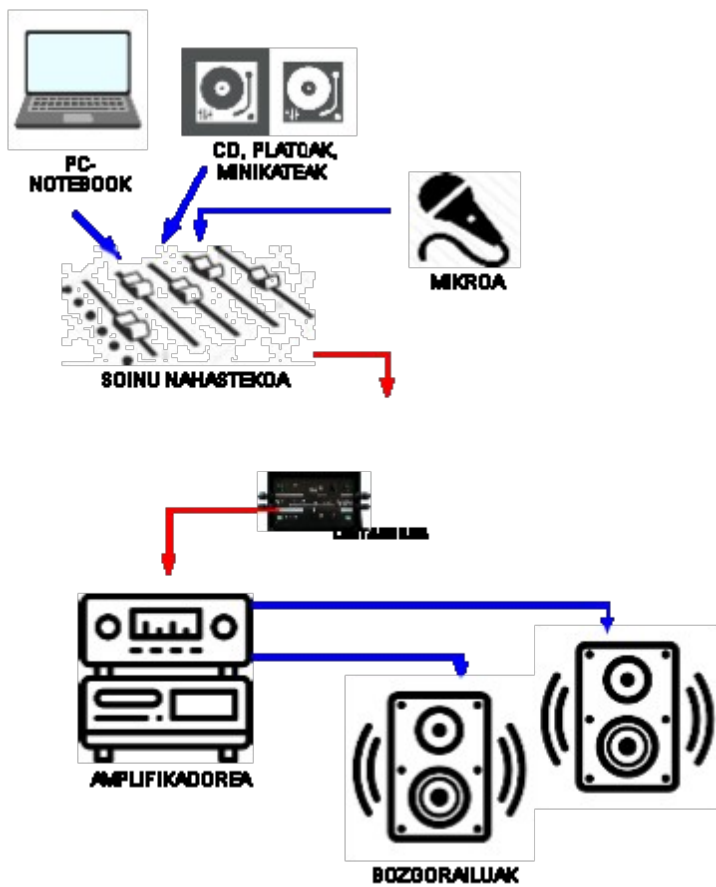 PC-
NOTEBOOK
CD, PLATOAK,
MINIKATEAK
MIKROA
SOINU NAHASTEKOA
AMPLIFIKADOREA
BOZGORAILUAK